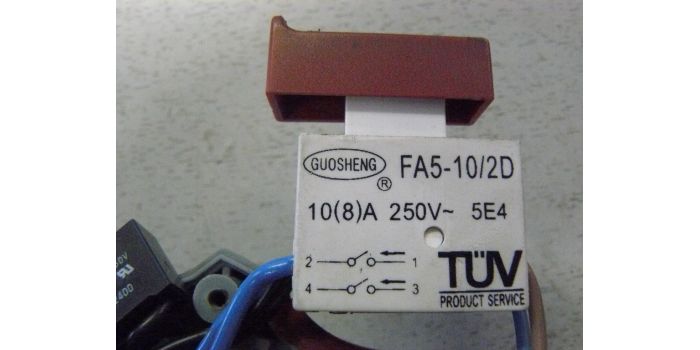 GUOSHENG ® FA5-10/2D
10(8)A 250V~ 5E4
2 1
4 3
TÜV
PRODUCT SERVICE